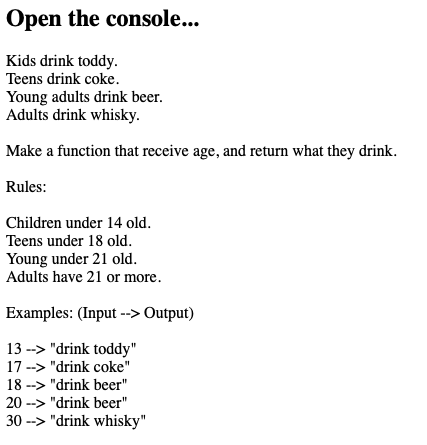 Open the console...
Kids drink toddy.
Teens drink coke.
Young adults drink beer.
Adults drink whisky.
Make a function that receive age, and return what they drink.
Rules:
Children under 14 old.
Teens under 18 old.
Young under 21 old.
Adults have 21 or more.
Examples: (Input --> Output)
13 --> "drink toddy"
17 --> "drink coke"
18 --> "drink beer"
20 --> "drink beer"
30 --> "drink whisky"